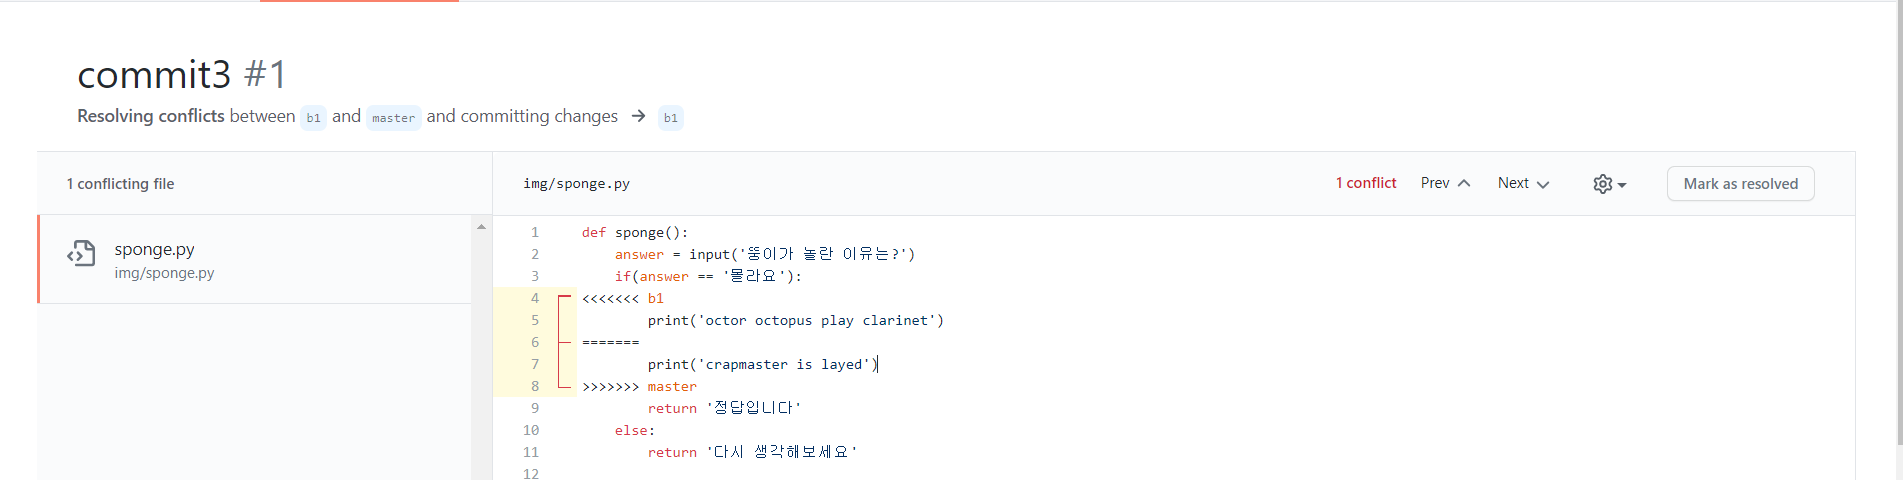 commit3 #1
Resolving conflicts between b1 and master and committing changes → b1
1 conflicting file
sponge.py
img/sponge.py
img/sponge.py
1 conflict Prev Next Mark as resolved
1 def sponge():
2 answer = input('뚱이가 놀란 이유는?')
3 if(answer == '몰라요'):
4 <<<<<<< b1
5 print('octor octopus play clarinet')
6 =======
7 print('crapmaster is layed')
8 >>>>>>> master
9 return '정답입니다'
10 else:
11 return '다시 생각해보세요'
12